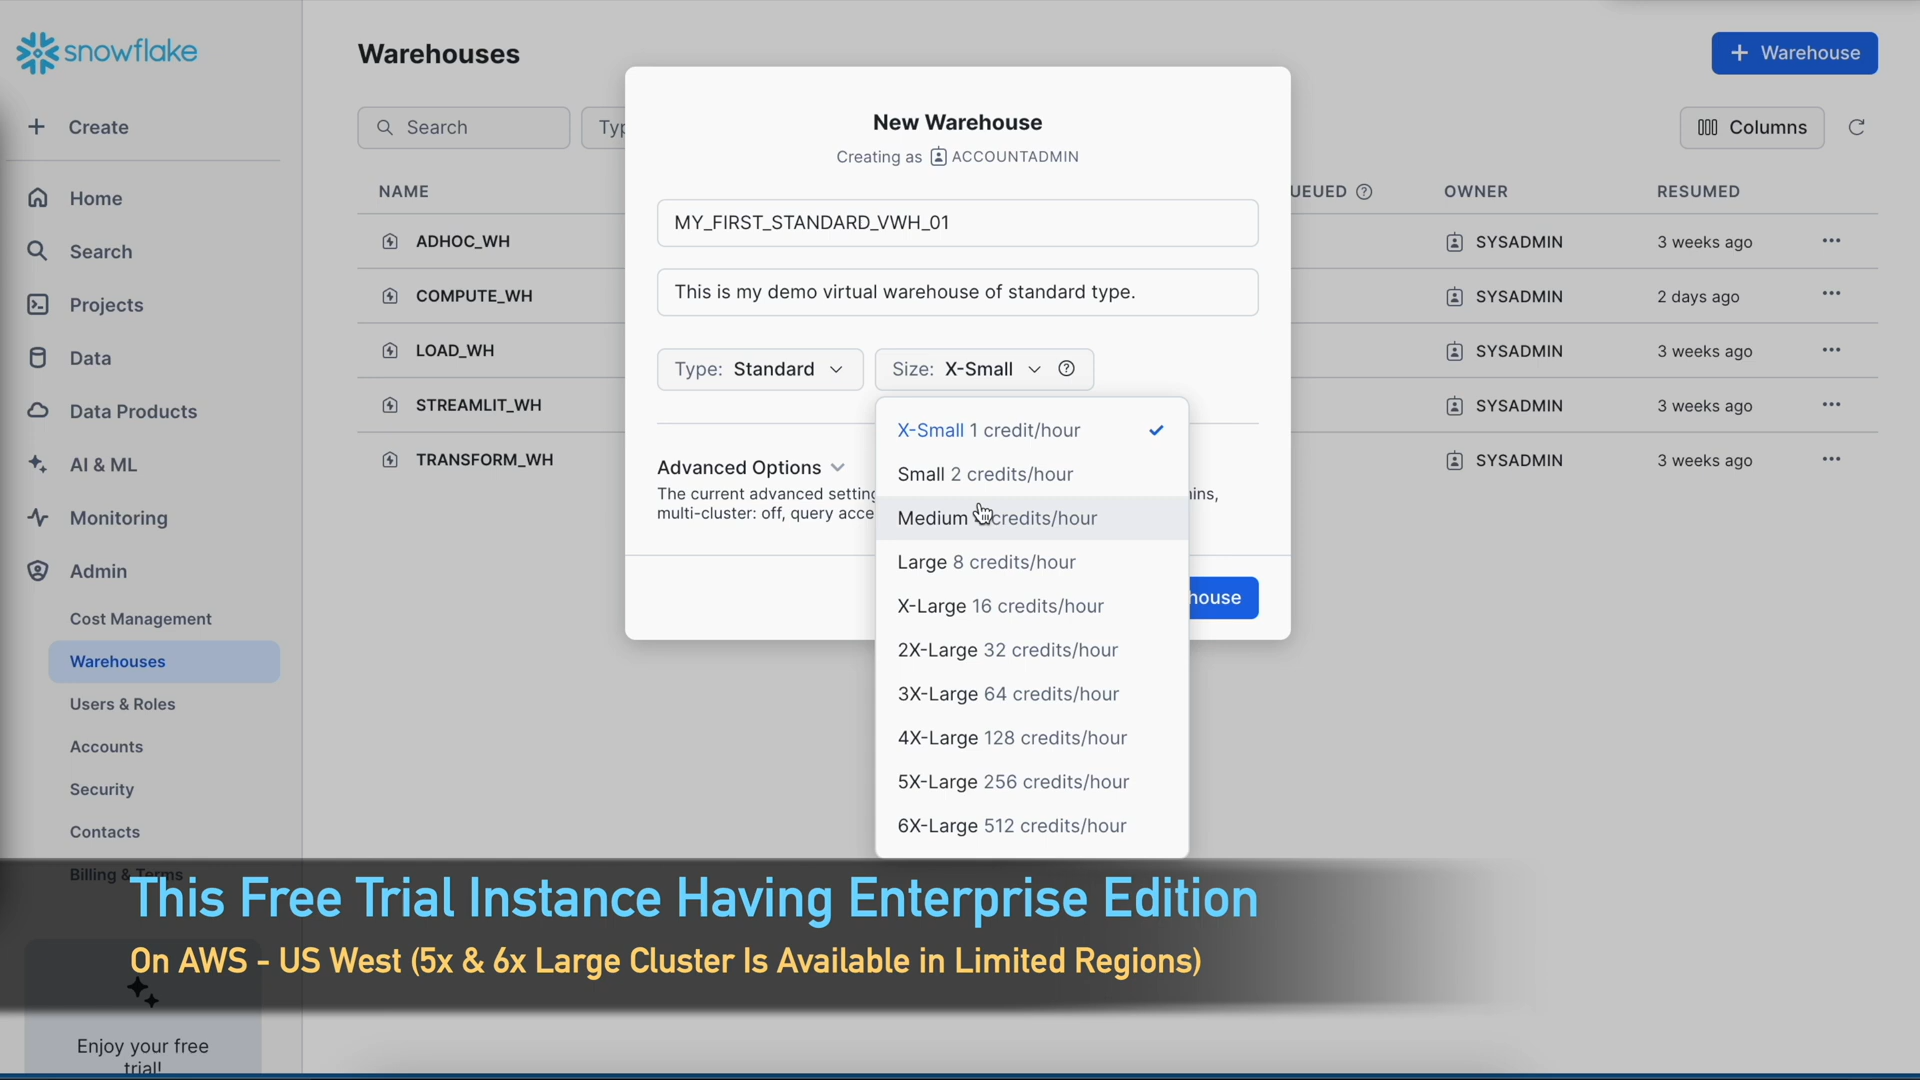 snowflake
Create
Home
Search
Projects
Data
Data Products
AI & ML
Monitoring
Admin
Cost Management
Warehouses
Users & Roles
Accounts
Security
Contacts
Billing & Terms
Enjoy your free
trial!
Warehouses
+ Warehouse
Search
Typ
Columns
NAME
UEUED
OWNER
RESUMED
ADHOC_WH
SYSADMIN
3 weeks ago
COMPUTE_WH
SYSADMIN
2 days ago
LOAD_WH
SYSADMIN
3 weeks ago
STREAMLIT_WH
SYSADMIN
3 weeks ago
TRANSFORM_WH
SYSADMIN
3 weeks ago
New Warehouse
Creating as ACCOUNTADMIN
MY_FIRST_STANDARD_VWH_01
This is my demo virtual warehouse of standard type.
Type: Standard
Size: X-Small
Advanced Options
The current advanced setting ins,
multi-cluster: off, query acce
house
X-Small 1 credit/hour
Small 2 credits/hour
Medium credits/hour
Large 8 credits/hour
X-Large 16 credits/hour
2X-Large 32 credits/hour
3X-Large 64 credits/hour
4X-Large 128 credits/hour
5X-Large 256 credits/hour
6X-Large 512 credits/hour
This Free Trial Instance Having Enterprise Edition
On AWS - US West (5x & 6x Large Cluster Is Available in Limited Regions)